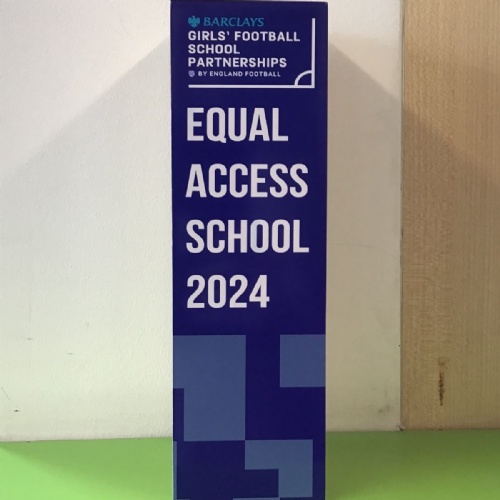 BARCLAYS
GIRLS' FOOTBALL
SCHOOL
PARTNERSHIPS
BY ENGLAND FOOTBALL
EQUAL
ACCESS
SCHOOL
2024